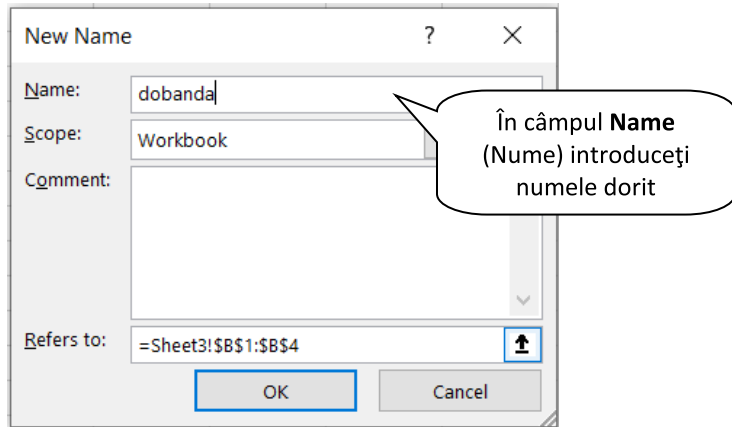 New Name ? ×
Name: dobanda
Scope: Workbook
Comment:
Refers to: =Sheet3!$B$1:$B$4
OK Cancel
În câmpul Name
(Nume) introduceţi
numele dorit